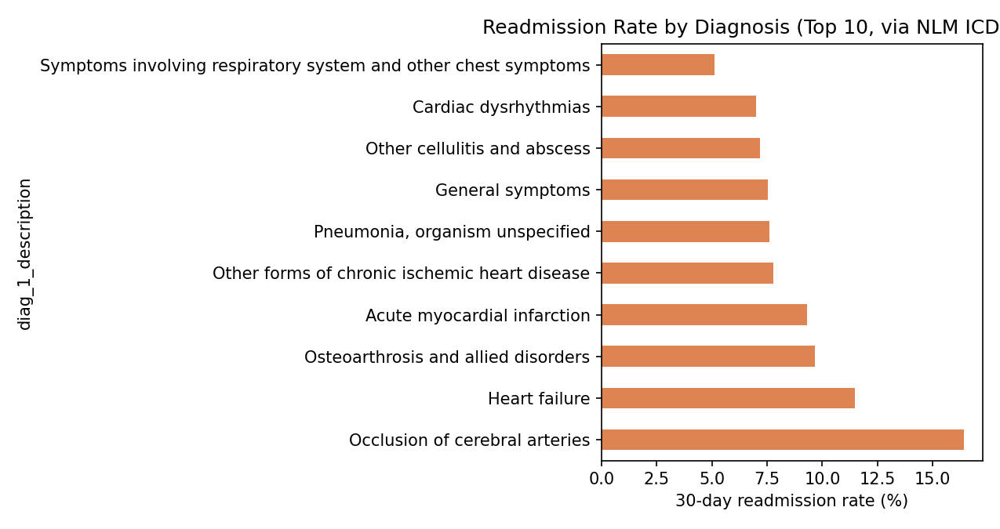 Readmission Rate by Diagnosis (Top 10, via NLM ICD
Symptoms involving respiratory system and other chest symptoms
Cardiac dysrhythmias
Other cellulitis and abscess
General symptoms
Pneumonia, organism unspecified
Other forms of chronic ischemic heart disease
Acute myocardial infarction
Osteoarthrosis and allied disorders
Heart failure
Occlusion of cerebral arteries
diag_1_description
0.0 2.5 5.0 7.5 10.0 12.5 15.0
30-day readmission rate (%)